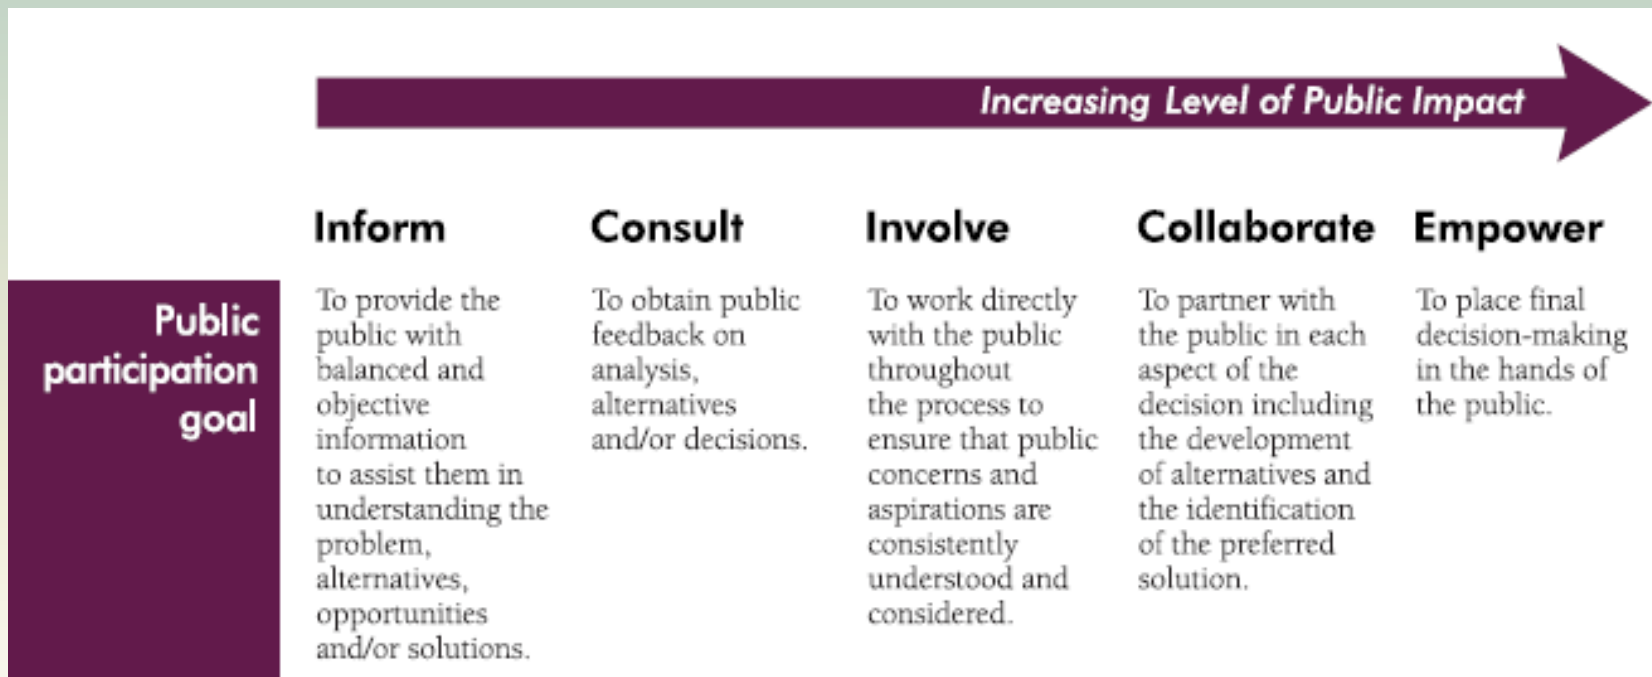 Increasing Level of Public Impact
Inform
Consult
Involve
Collaborate
Empower
Public
participation
goal
To provide the
public with
balanced and
objective
information
to assist them in
understanding the
problem,
alternatives,
opportunities
and/or solutions.
To obtain public
feedback on
analysis,
alternatives
and/or decisions.
To work directly
with the public
throughout
the process to
ensure that public
concerns and
aspirations are
consistently
understood and
considered.
To partner with
the public in each
aspect of the
decision including
the development
of alternatives and
the identification
of the preferred
solution.
To place final
decision-making
in the hands of
the public.